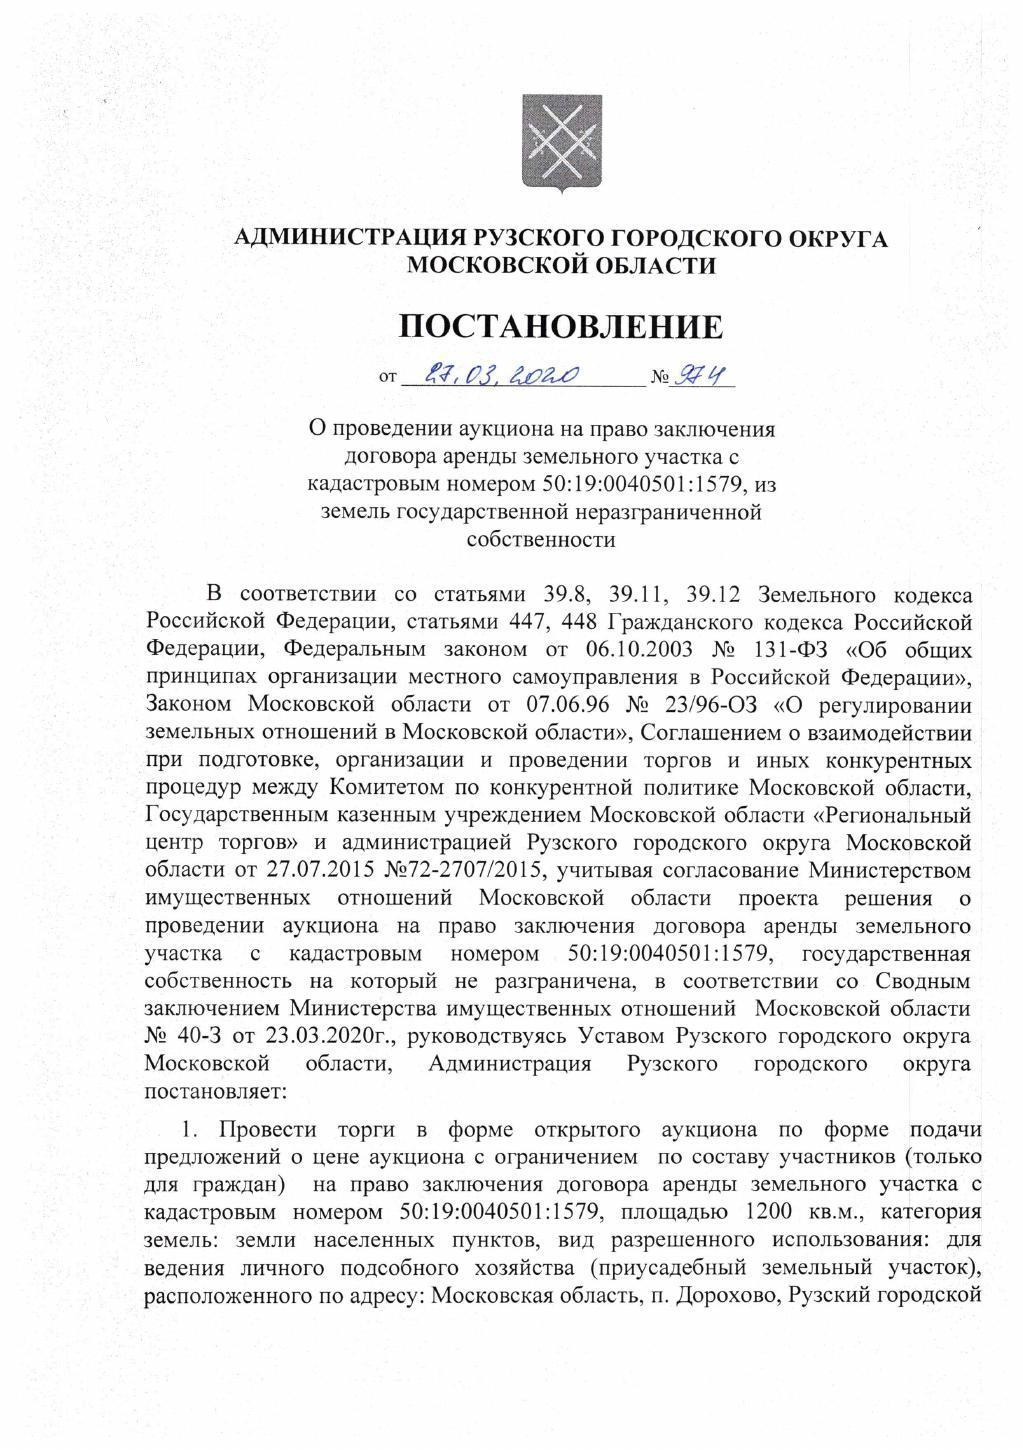 АДМИНИСТРАЦИЯ РУЗСКОГО ГОРОДСКОГО ОКРУГА
МОСКОВСКОЙ ОБЛАСТИ
ПОСТАНОВЛЕНИЕ
от 27.03.2020 № 974
О проведении аукциона на право заключения
договора аренды земельного участка с
кадастровым номером 50:19:0040501:1579, из
земель государственной неразграниченной
собственности
В соответствии со статьями 39.8, 39.11, 39.12 Земельного кодекса
Российской Федерации, статьями 447, 448 Гражданского кодекса Российской
Федерации, Федеральным законом от 06.10.2003 № 131-ФЗ «Об общих
принципах организации местного самоуправления в Российской Федерации»,
Законом Московской области от 07.06.96 № 23/96-ОЗ «О регулировании
земельных отношений в Московской области», Соглашением о взаимодействии
при подготовке, организации и проведении торгов и иных конкурентных
процедур между Комитетом по конкурентной политике Московской области,
Государственным казенным учреждением Московской области «Региональный
центр торгов» и администрацией Рузского городского округа Московской
области от 27.07.2015 №72-2707/2015, учитывая согласование Министерством
имущественных отношений Московской области проекта решения о
проведении аукциона на право заключения договора аренды земельного
участка с кадастровым номером 50:19:0040501:1579, государственная
собственность на который не разграничена, в соответствии со Сводным
заключением Министерства имущественных отношений Московской области
№ 40-З от 23.03.2020г., руководствуясь Уставом Рузского городского округа
Московской области, Администрация Рузского городского округа
постановляет:
1. Провести торги в форме открытого аукциона по форме подачи
предложений о цене аукциона с ограничением по составу участников (только
для граждан) на право заключения договора аренды земельного участка с
кадастровым номером 50:19:0040501:1579, площадью 1200 кв.м., категория
земель: земли населенных пунктов, вид разрешенного использования: для
ведения личного подсобного хозяйства (приусадебный земельный участок),
расположенного по адресу: Московская область, п. Дорохово, Рузский городской